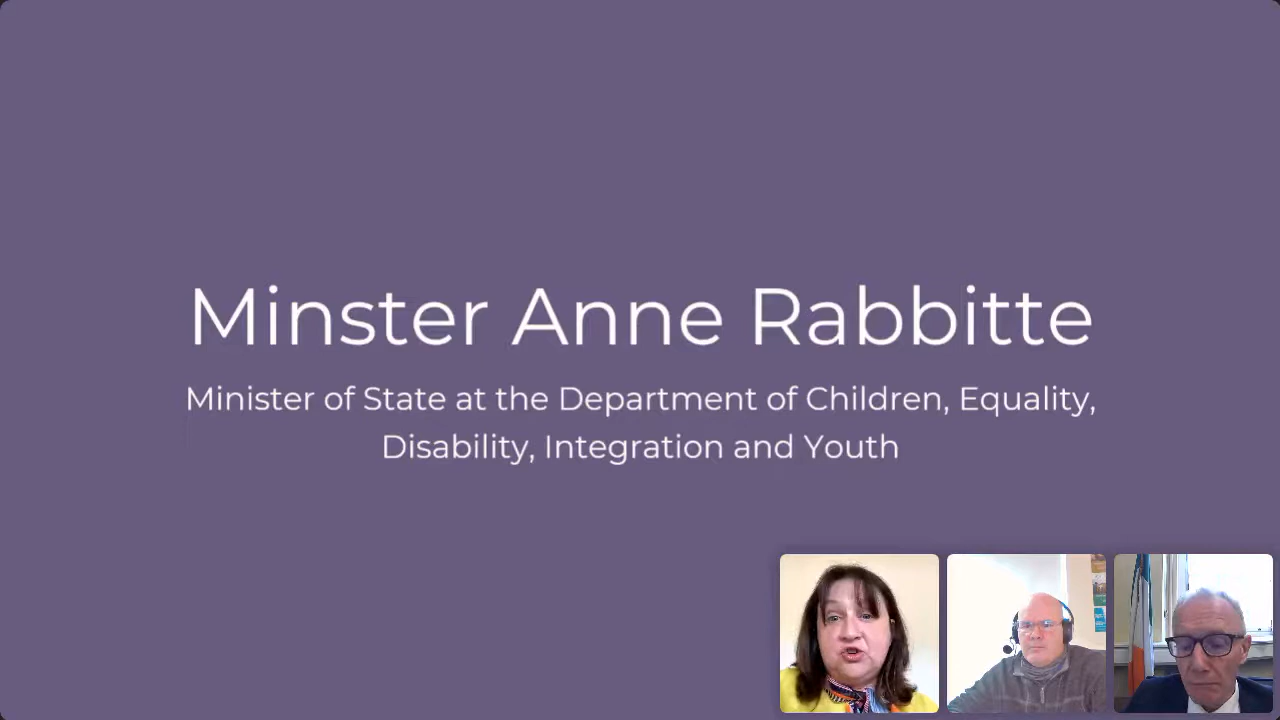 Minster Anne Rabbitte
Minister of State at the Department of Children, Equality,
Disability, Integration and Youth